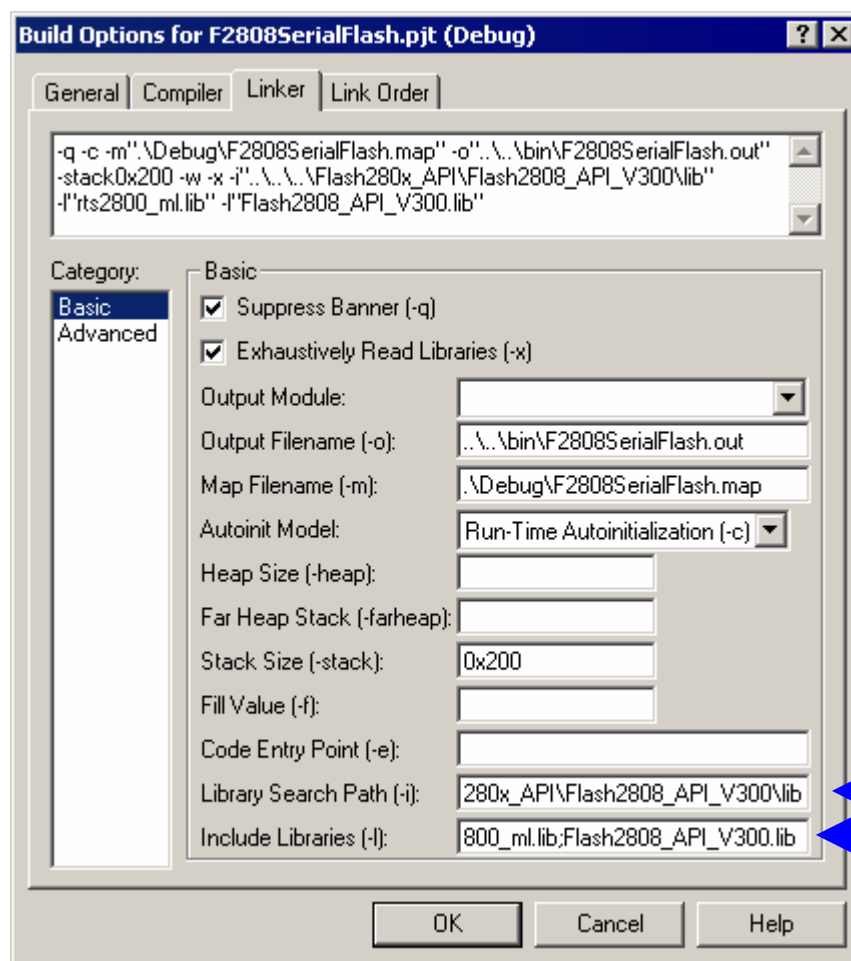 Build Options for F2808SerialFlash.pjt (Debug)
General Compiler Linker Link Order
-q -c -m".\Debug\F2808SerialFlash.map" -o"..\..\bin\F2808SerialFlash.out"
-stack0x200 -w -x -i"..\..\..\Flash280x_API\Flash2808_API_V300\lib"
-l"rts2800_ml.lib" -l"Flash2808_API_V300.lib"
Category:
Basic
Advanced
Basic
Suppress Banner (-q)
Exhaustively Read Libraries (-x)
Output Module:
Output Filename (-o): ..\..\bin\F2808SerialFlash.out
Map Filename (-m): .\Debug\F2808SerialFlash.map
Autoinit Model: Run-Time Autoinitialization (-c)
Heap Size (-heap):
Far Heap Stack (-farheap):
Stack Size (-stack): 0x200
Fill Value (-f):
Code Entry Point (-e):
Library Search Path (-i): 280x_API\Flash2808_API_V300\lib
Include Libraries (-l): 800_ml.lib;Flash2808_API_V300.lib
OK Cancel Help